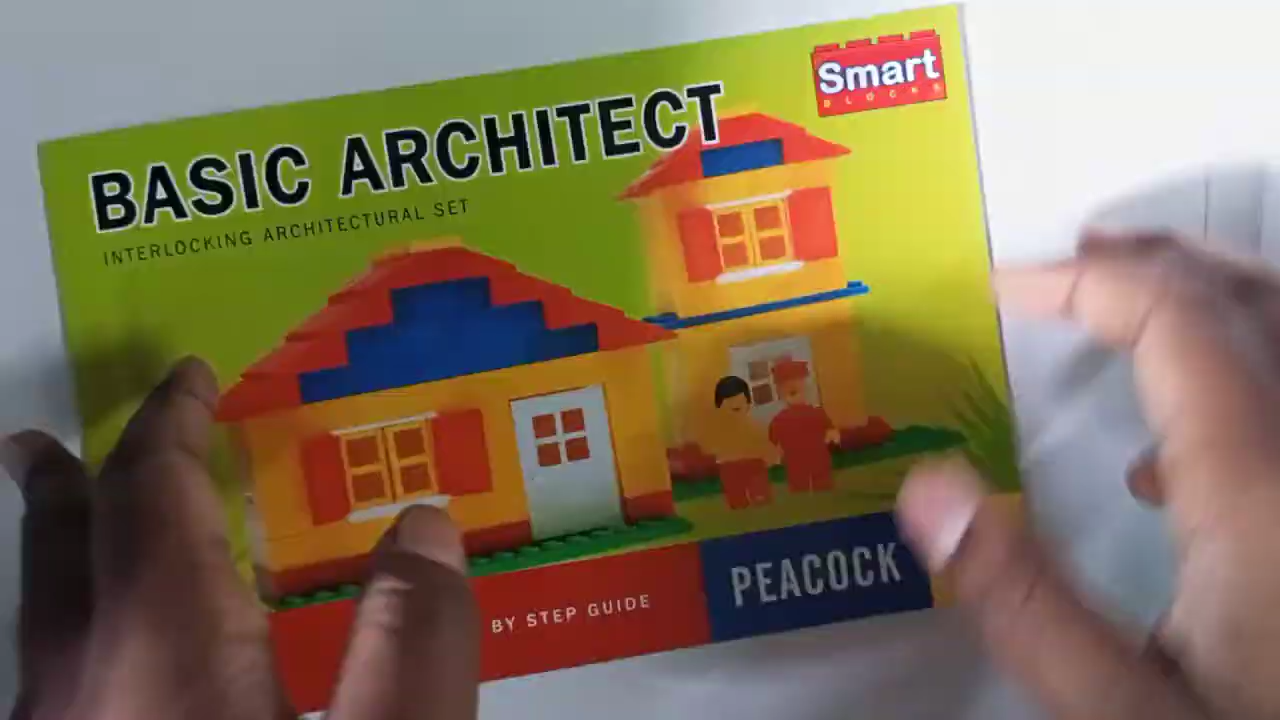 Smart
BLOCKS
BASIC ARCHITECT
INTERLOCKING ARCHITECTURAL SET
BY STEP GUIDE
PEACOCK